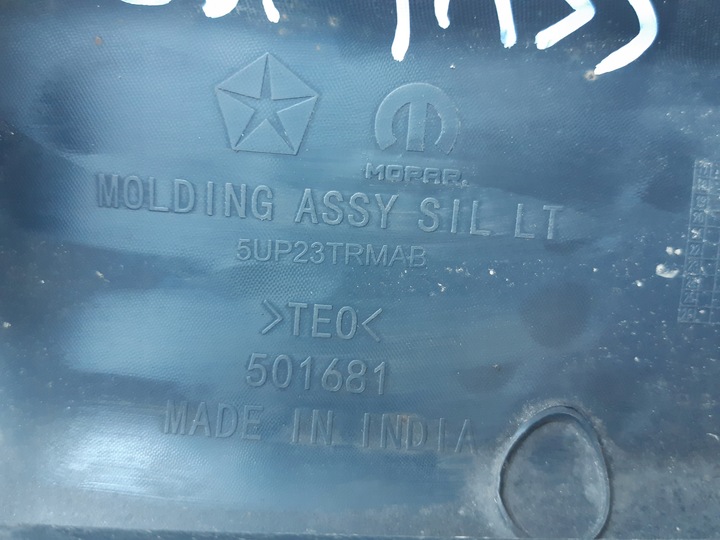 MOPAR.
MOLDING ASSY SIL LT
5UP23TRMAB
>TEO<
501681
MADE IN INDIA